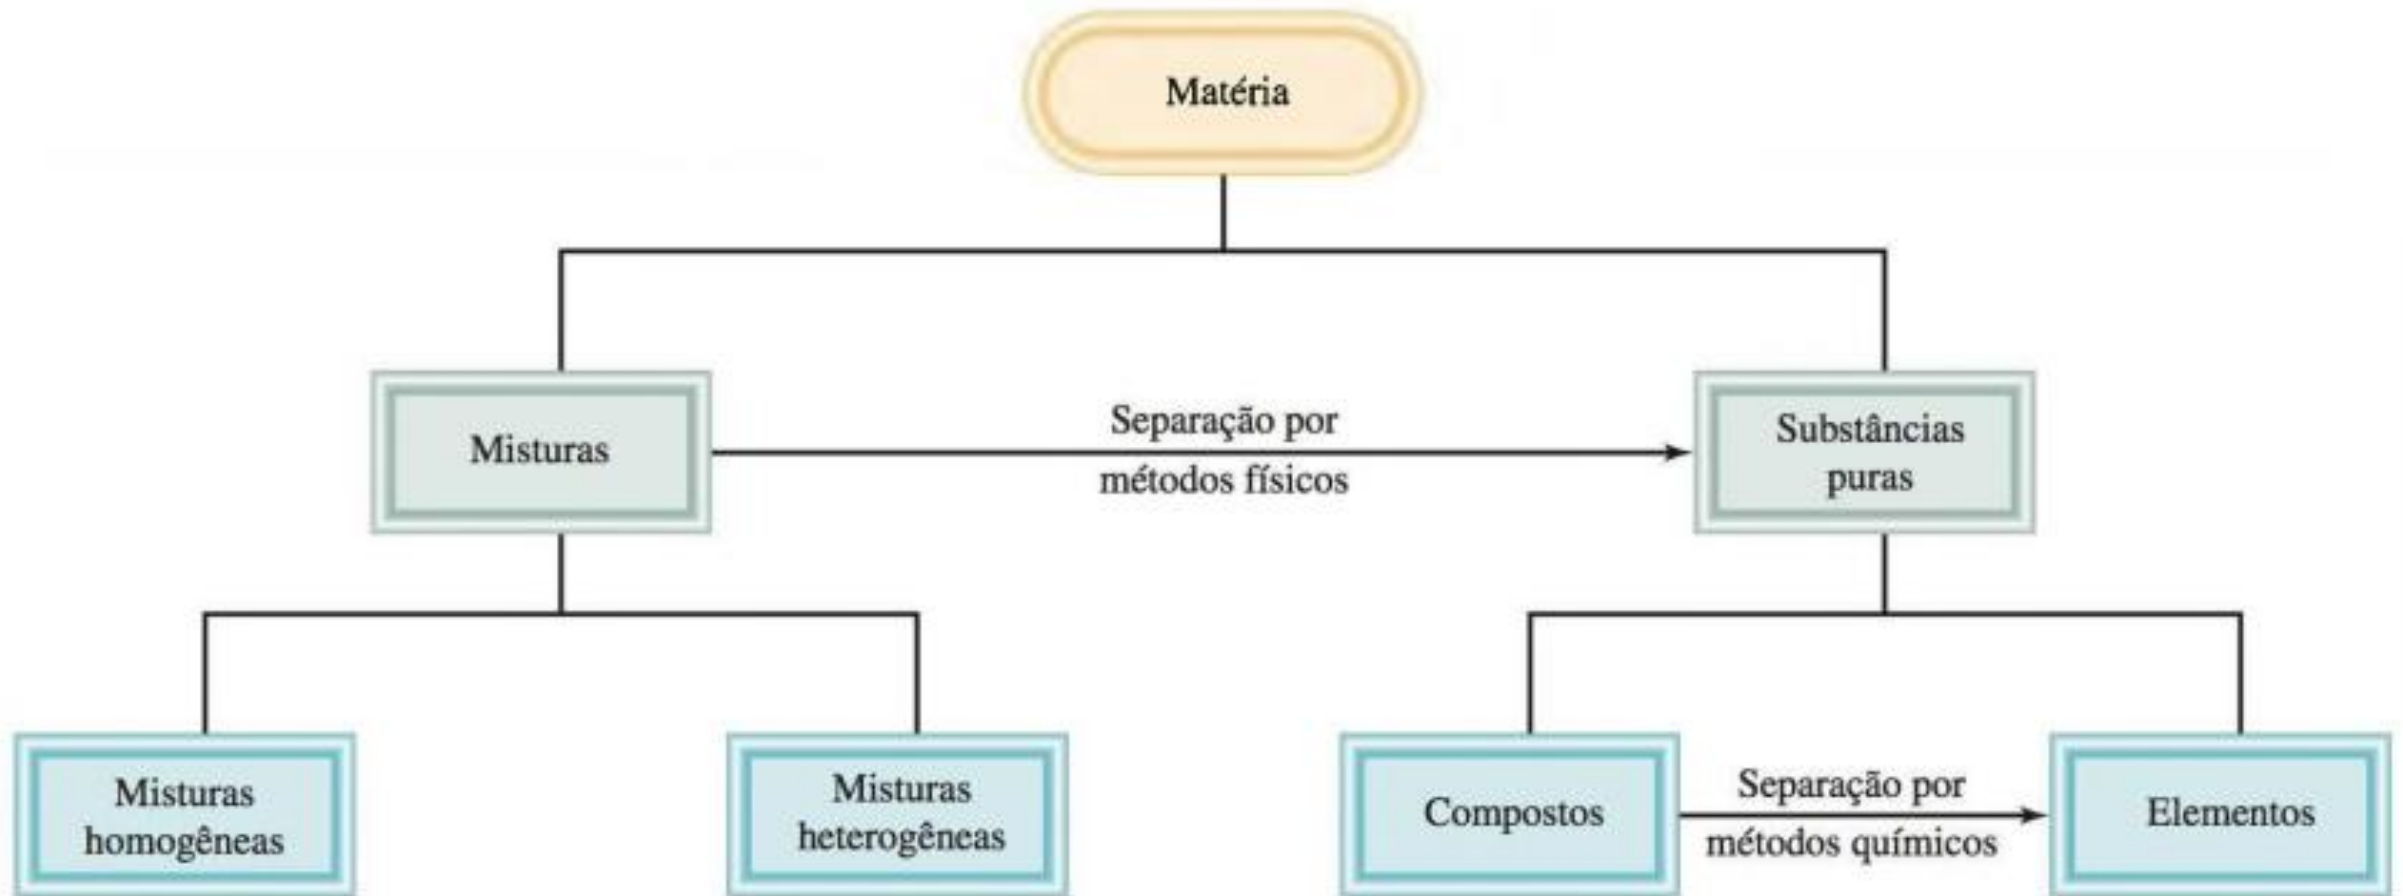 Matéria
Misturas
Separação por
métodos físicos
Substâncias
puras
Misturas
homogêneas
Misturas
heterogêneas
Compostos
Separação por
métodos químicos
Elementos